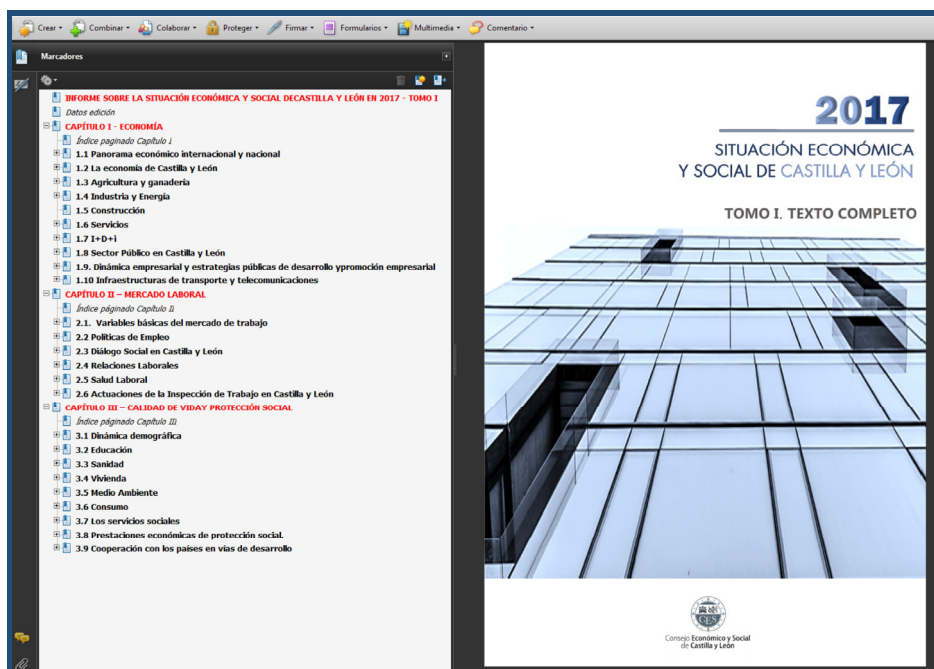 Crear Combinar Colaborar Proteger Firmar Formularios Multimedia Comentario
Marcadores
INFORME SOBRE LA SITUACIÓN ECONÓMICA Y SOCIAL DECASTILLA Y LEÓN EN 2017 - TOMO I
Datos edición
CAPÍTULO I - ECONOMÍA
Índice paginado Capítulo I
1.1 Panorama económico internacional y nacional
1.2 La economía de Castilla y León
1.3 Agricultura y ganadería
1.4 Industria y Energía
1.5 Construcción
1.6 Servicios
1.7 I+D+i
1.8 Sector Público en Castilla y León
1.9. Dinámica empresarial y estrategias públicas de desarrollo ypromoción empresarial
1.10 Infraestructuras de transporte y telecomunicaciones
CAPÍTULO II – MERCADO LABORAL
Índice páginado Capítulo Ii
2.1. Variables básicas del mercado de trabajo
2.2 Políticas de Empleo
2.3 Diálogo Social en Castilla y León
2.4 Relaciones Laborales
2.5 Salud Laboral
2.6 Actuaciones de la Inspección de Trabajo en Castilla y León
CAPÍTULO III – CALIDAD DE VIDAY PROTECCIÓN SOCIAL
Índice páginado Capítulo IIi
3.1 Dinámica demográfica
3.2 Educación
3.3 Sanidad
3.4 Vivienda
3.5 Medio Ambiente
3.6 Consumo
3.7 Los servicios sociales
3.8 Prestaciones económicas de protección social.
3.9 Cooperación con los países en vías de desarrollo
2017
SITUACIÓN ECONÓMICA
Y SOCIAL DE CASTILLA Y LEÓN
TOMO I. TEXTO COMPLETO
CES
Consejo Económico y Social
de Castilla y León